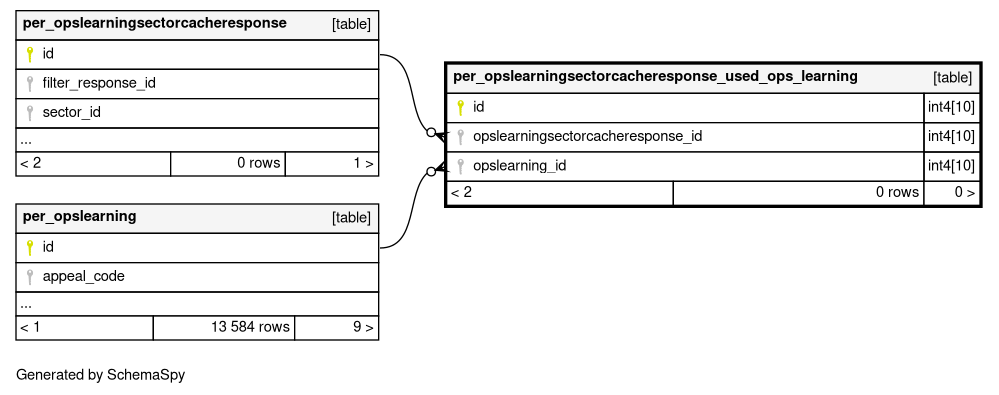 per_opslearningsectorcacheresponse [table]
id
filter_response_id
sector_id
...
< 2 0 rows 1 >
per_opslearningsectorcacheresponse_used_ops_learning [table]
id int4[10]
opslearningsectorcacheresponse_id int4[10]
opslearning_id int4[10]
< 2 0 rows 0 >
per_opslearning [table]
id
appeal_code
...
< 1 13 584 rows 9 >
Generated by SchemaSpy